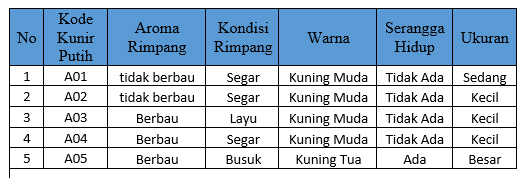 No Kode Kunir Putih Aroma Rimpang Kondisi Rimpang Warna Serangga Hidup Ukuran
1 A01 tidak berbau Segar Kuning Muda Tidak Ada Sedang
2 A02 tidak berbau Segar Kuning Muda Tidak Ada Kecil
3 A03 Berbau Layu Kuning Muda Tidak Ada Kecil
4 A04 Berbau Segar Kuning Muda Tidak Ada Kecil
5 A05 Berbau Busuk Kuning Tua Ada Besar